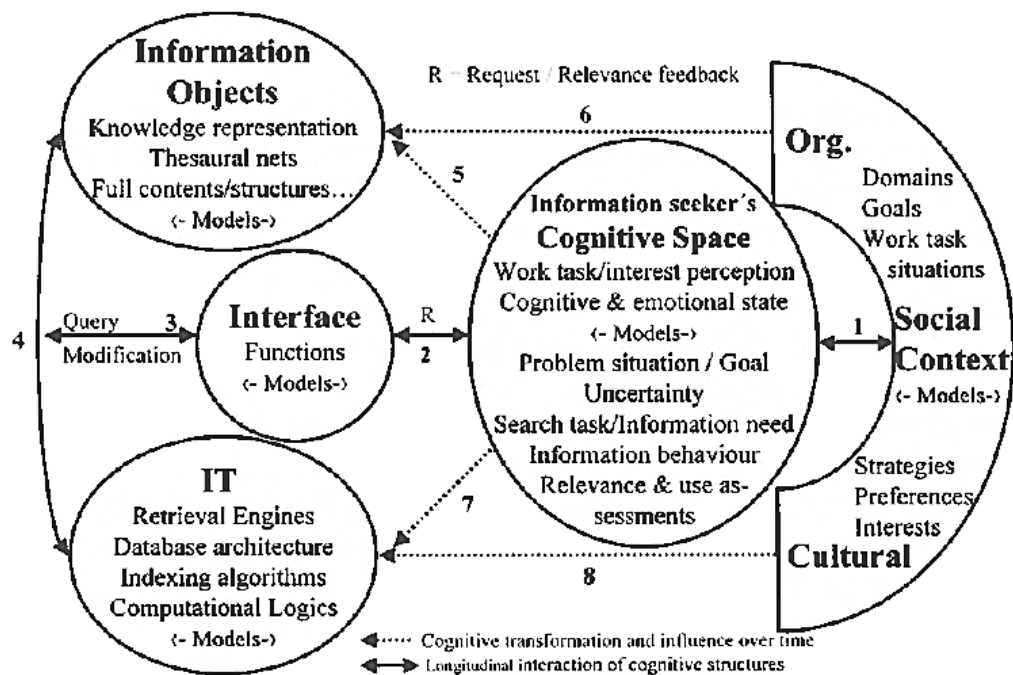 Information
Objects
Knowledge representation
Thesaural nets
Full contents/structures…
<- Models->
R = Request / Relevance feedback
6
5
Org.
Domains
Goals
Work task
situations
Information seeker´s
Cognitive Space
Work task/interest perception
Cognitive & emotional state
<- Models->
Problem situation / Goal
Uncertainty
Search task/Information need
Information behaviour
Relevance & use as-
sessments
4
Query
3
Modification
Interface
Functions
<- Models->
R
2
1
Social
Context
<- Models->
Strategies
Preferences
Interests
Cultural
IT
Retrieval Engines
Database architecture
Indexing algorithms
Computational Logics
<- Models->
7
8
Cognitive transformation and influence over time
Longitudinal interaction of cognitive structures